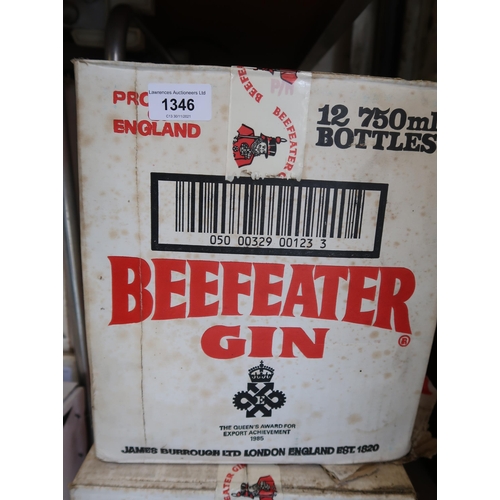 Lawrences Auctioneers Ltd
1346
PRO
ENGLAND
P/R
BEEFEATER
BEEFEATER G
12 750ml
BOTTLES
050 00329 00123 3
BEEFEATER
GIN ®
E
THE QUEEN'S AWARD FOR
EXPORT ACHIEVEMENT
1985
JAMES BURROUGH LTD LONDON ENGLAND EST. 1820